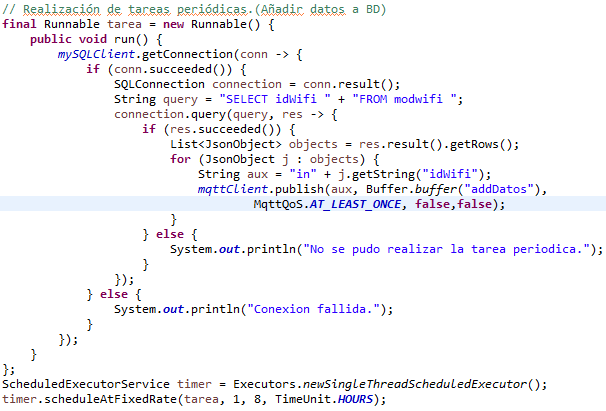 // Realización de tareas periódicas.(Añadir datos a BD)
final Runnable tarea = new Runnable() {
    public void run() {
        mySQLClient.getConnection(conn -> {
            if (conn.succeeded()) {
                SQLConnection connection = conn.result();
                String query = "SELECT idWifi " + "FROM modwifi ";
                connection.query(query, res -> {
                    if (res.succeeded()) {
                        List<JsonObject> objects = res.result().getRows();
                        for (JsonObject j : objects) {
                            String aux = "in" + j.getString("idWifi");
                            mqttClient.publish(aux, Buffer.buffer("addDatos"),
                                    MqttQoS.AT_LEAST_ONCE, false,false);
                        }
                    } else {
                        System.out.println("No se pudo realizar la tarea periodica.");
                    }
                });
            } else {
                System.out.println("Conexion fallida.");
            }
        });
    }
};
ScheduledExecutorService timer = Executors.newSingleThreadScheduledExecutor();
timer.scheduleAtFixedRate(tarea, 1, 8, TimeUnit.HOURS);